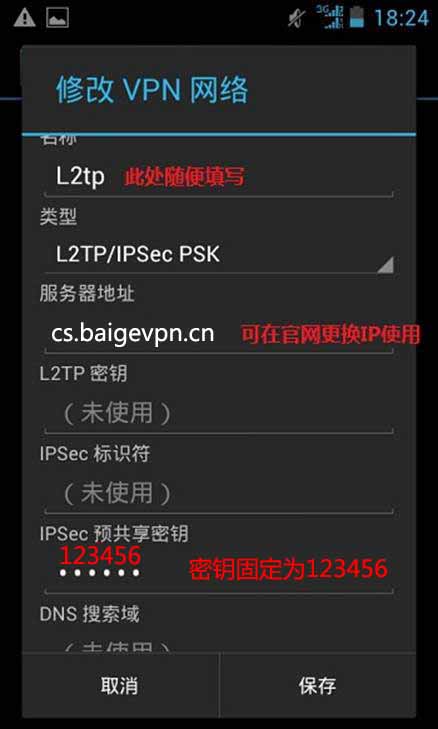 3G
18:24
修改 VPN 网络
名称
L2tp 此处随便填写
类型
L2TP/IPSec PSK
服务器地址
cs.baigevpn.cn 可在官网更换IP使用
L2TP 密钥
（未使用）
IPSec 标识符
（未使用）
IPSec 预共享密钥
123456
•••••• 密钥固定为123456
DNS 搜索域
（未使用）
取消 保存